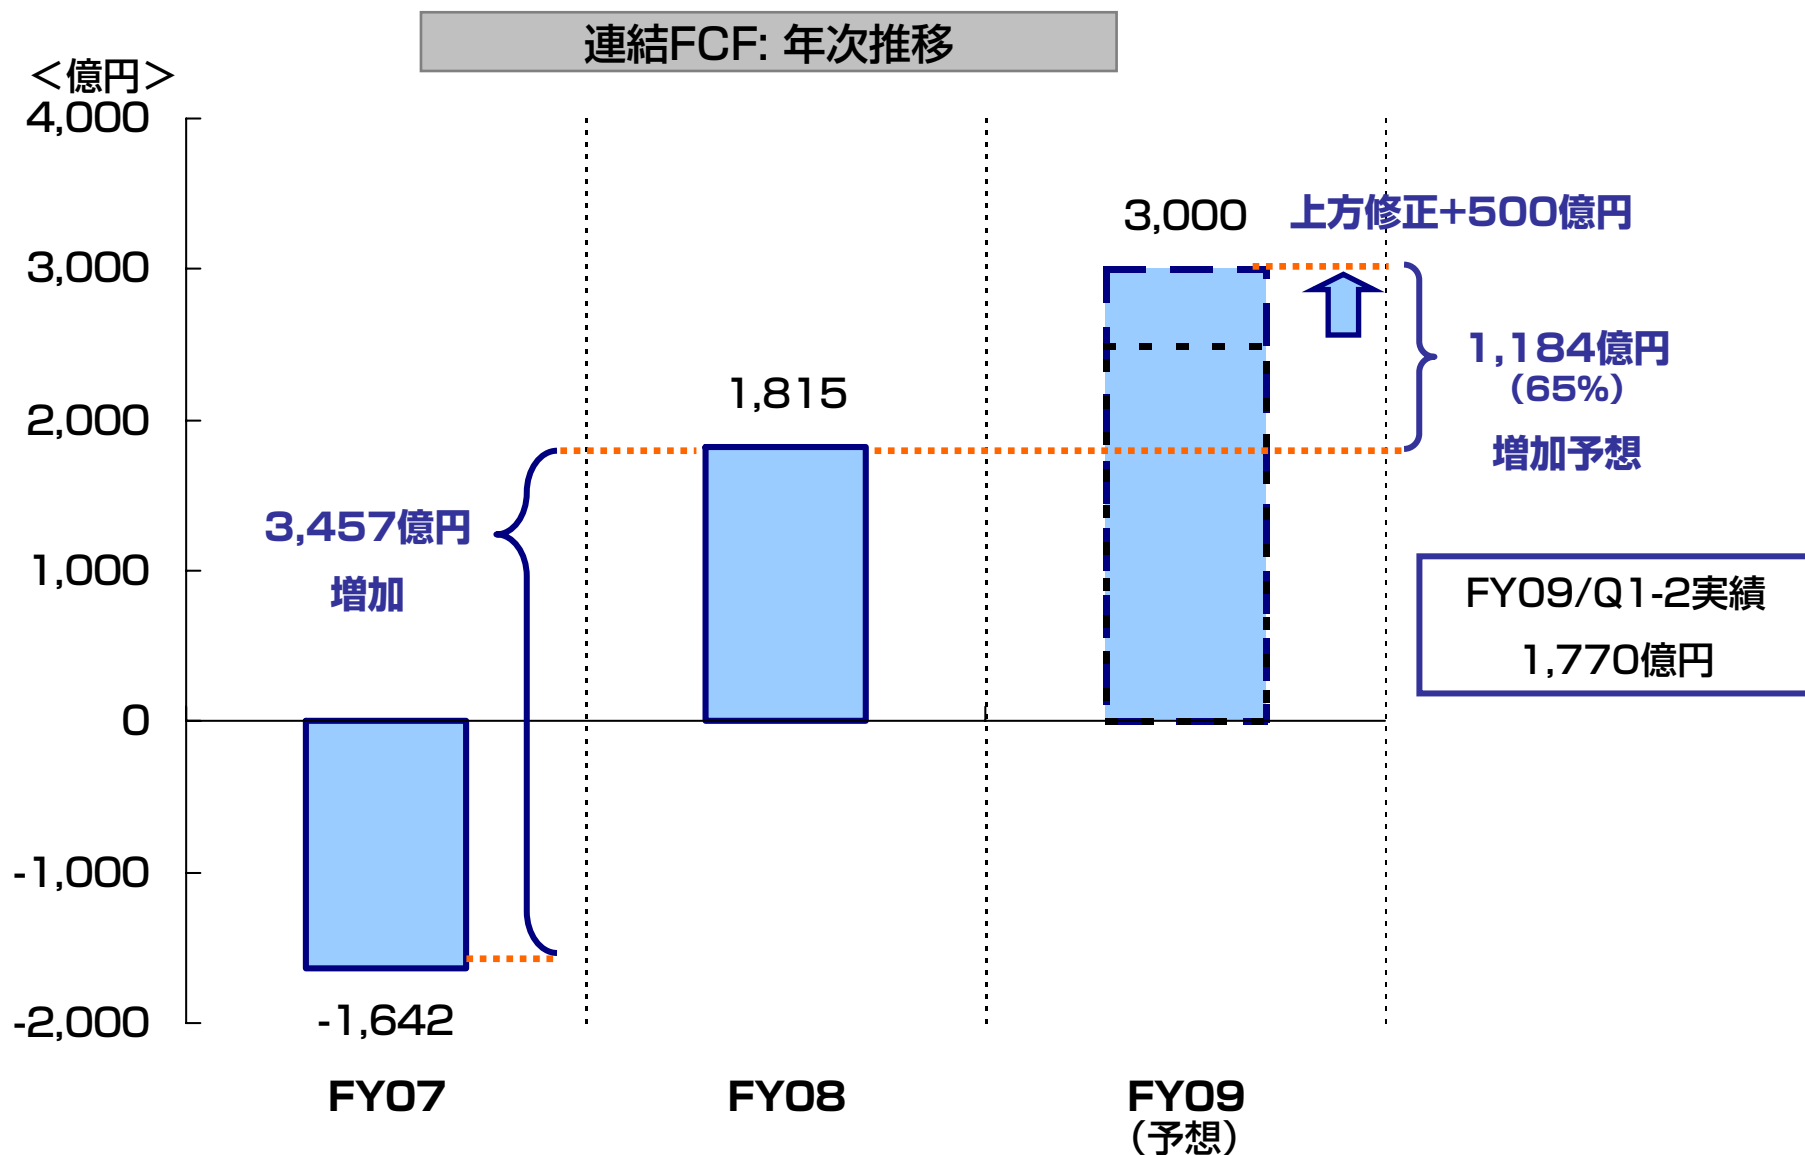 連結FCF: 年次推移
＜億円＞
4,000
3,000
2,000
1,000
0
-1,000
-2,000
-1,642
1,815
3,000
3,457億円
増加
上方修正+500億円
1,184億円
（65%）
増加予想
FY09/Q1-2実績
1,770億円
FY07
FY08
FY09
（予想）